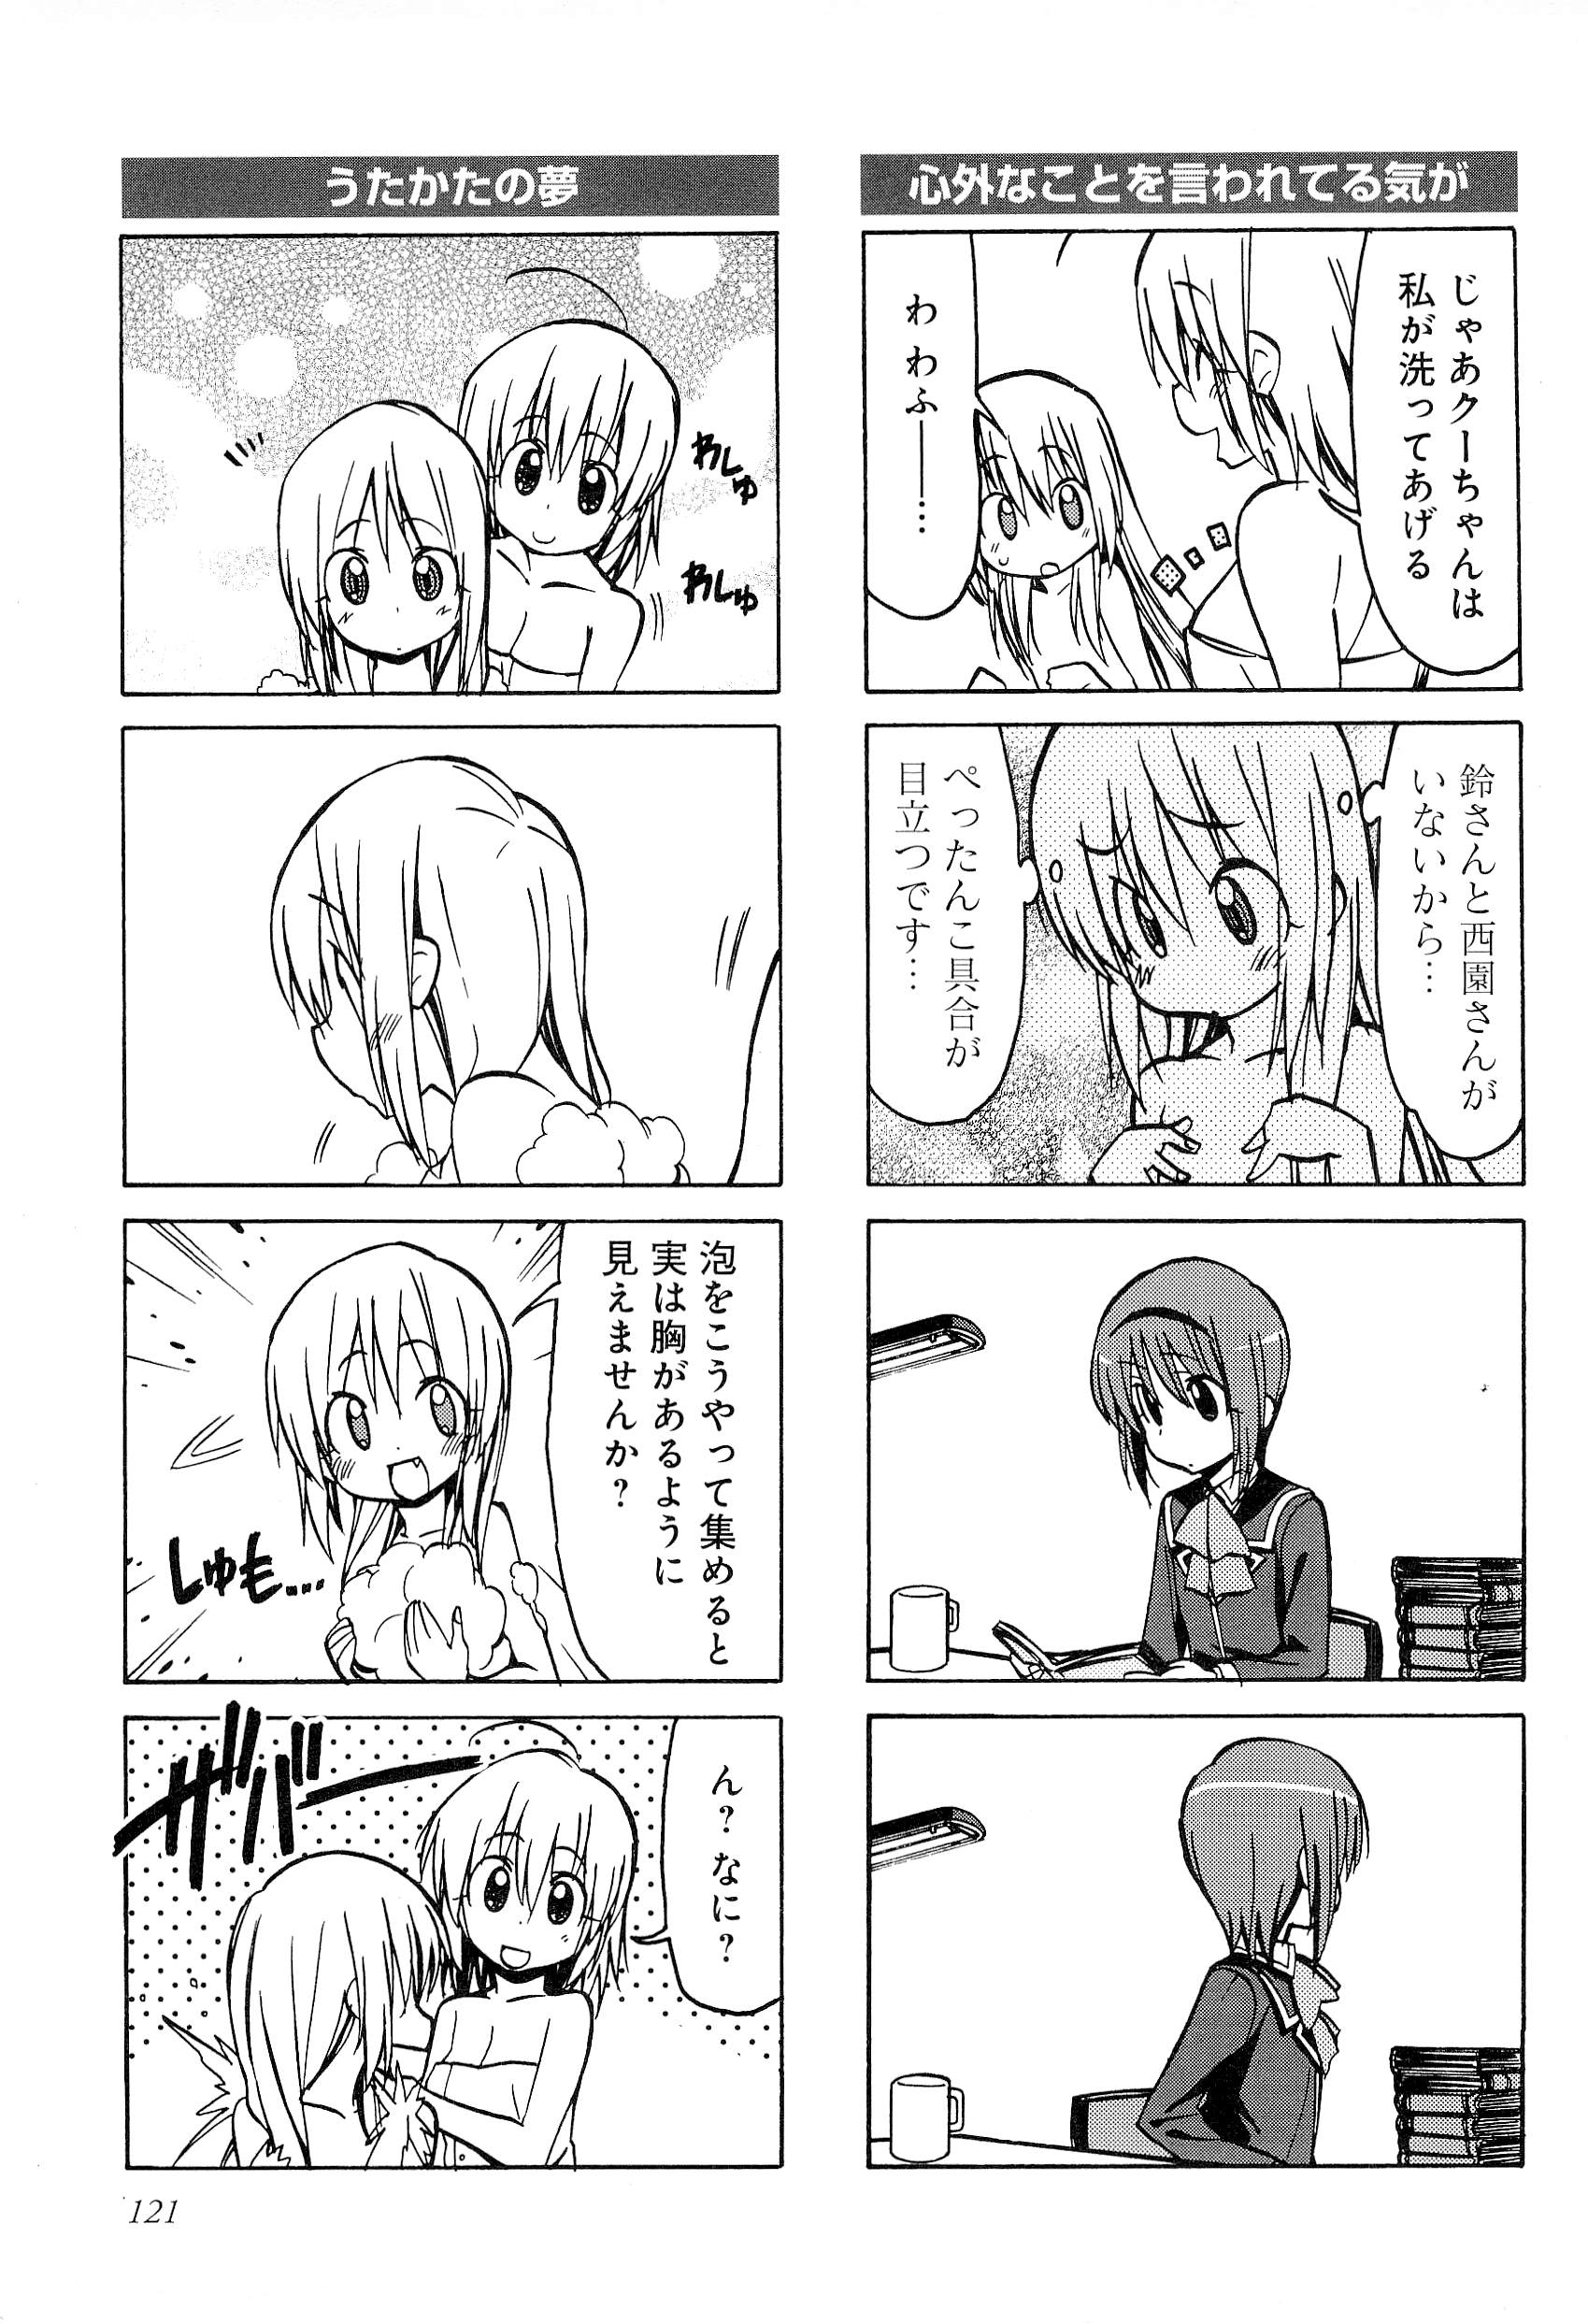 心外なことを言われてる気が
じゃあクーちゃんは
私が洗ってあげる
わ わふ――…
鈴さんと西園さんが
いないから…
ぺったんこ具合が
目立つです…
うたかたの夢
わしゅ
わしゅ
泡をこうやって集めると
実は胸があるように
見えませんか?
しゅも…
ん? なに?
ザバー
121